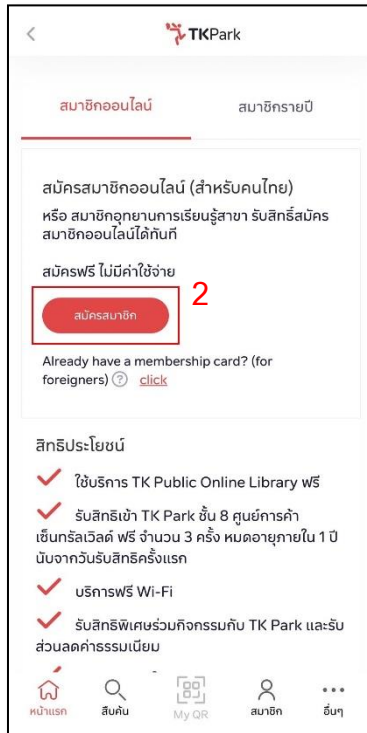 TKPark
สมาชิกออนไลน์
สมาชิกรายปี
สมัครสมาชิกออนไลน์ (สำหรับคนไทย)
หรือ สมาชิกอุทยานการเรียนรู้สาขา รับสิทธิ์สมัคร
สมาชิกออนไลน์ได้ทันที
สมัครฟรี ไม่มีค่าใช้จ่าย
สมัครสมาชิก
2
Already have a membership card? (for
foreigners) ? click
สิทธิประโยชน์
ใช้บริการ TK Public Online Library ฟรี
รับสิทธิเข้า TK Park ชั้น 8 ศูนย์การค้า
เซ็นทรัลเวิลด์ ฟรี จำนวน 3 ครั้ง หมดอายุภายใน 1 ปี
นับจากวันรับสิทธิครั้งแรก
บริการฟรี Wi-Fi
รับสิทธิพิเศษร่วมกิจกรรมกับ TK Park และรับ
ส่วนลดค่าธรรมเนียม
หน้าแรก
สืบค้น
My QR
สมาชิก
อื่นๆ